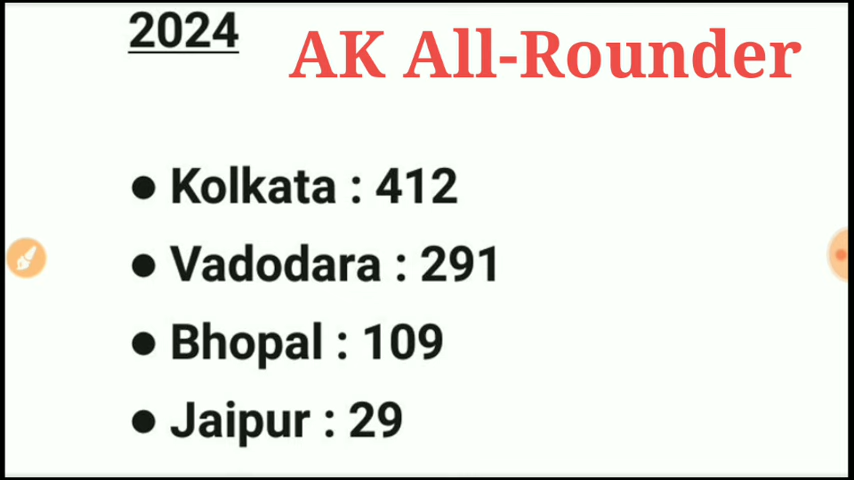 2024
AK All-Rounder
● Kolkata : 412
● Vadodara : 291
● Bhopal : 109
● Jaipur : 29